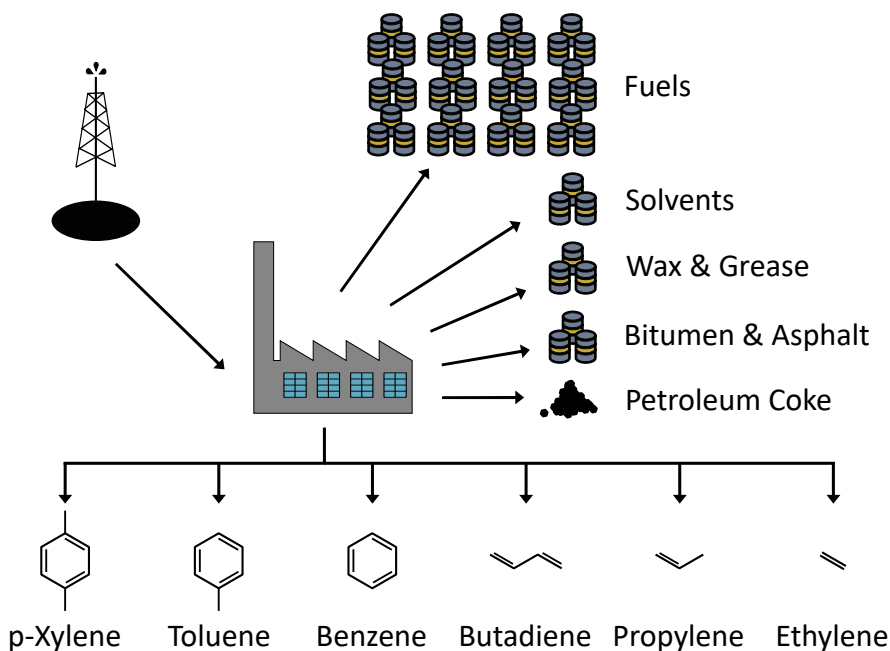 Fuels
Solvents
Wax & Grease
Bitumen & Asphalt
Petroleum Coke
p-Xylene
Toluene
Benzene
Butadiene
Propylene
Ethylene